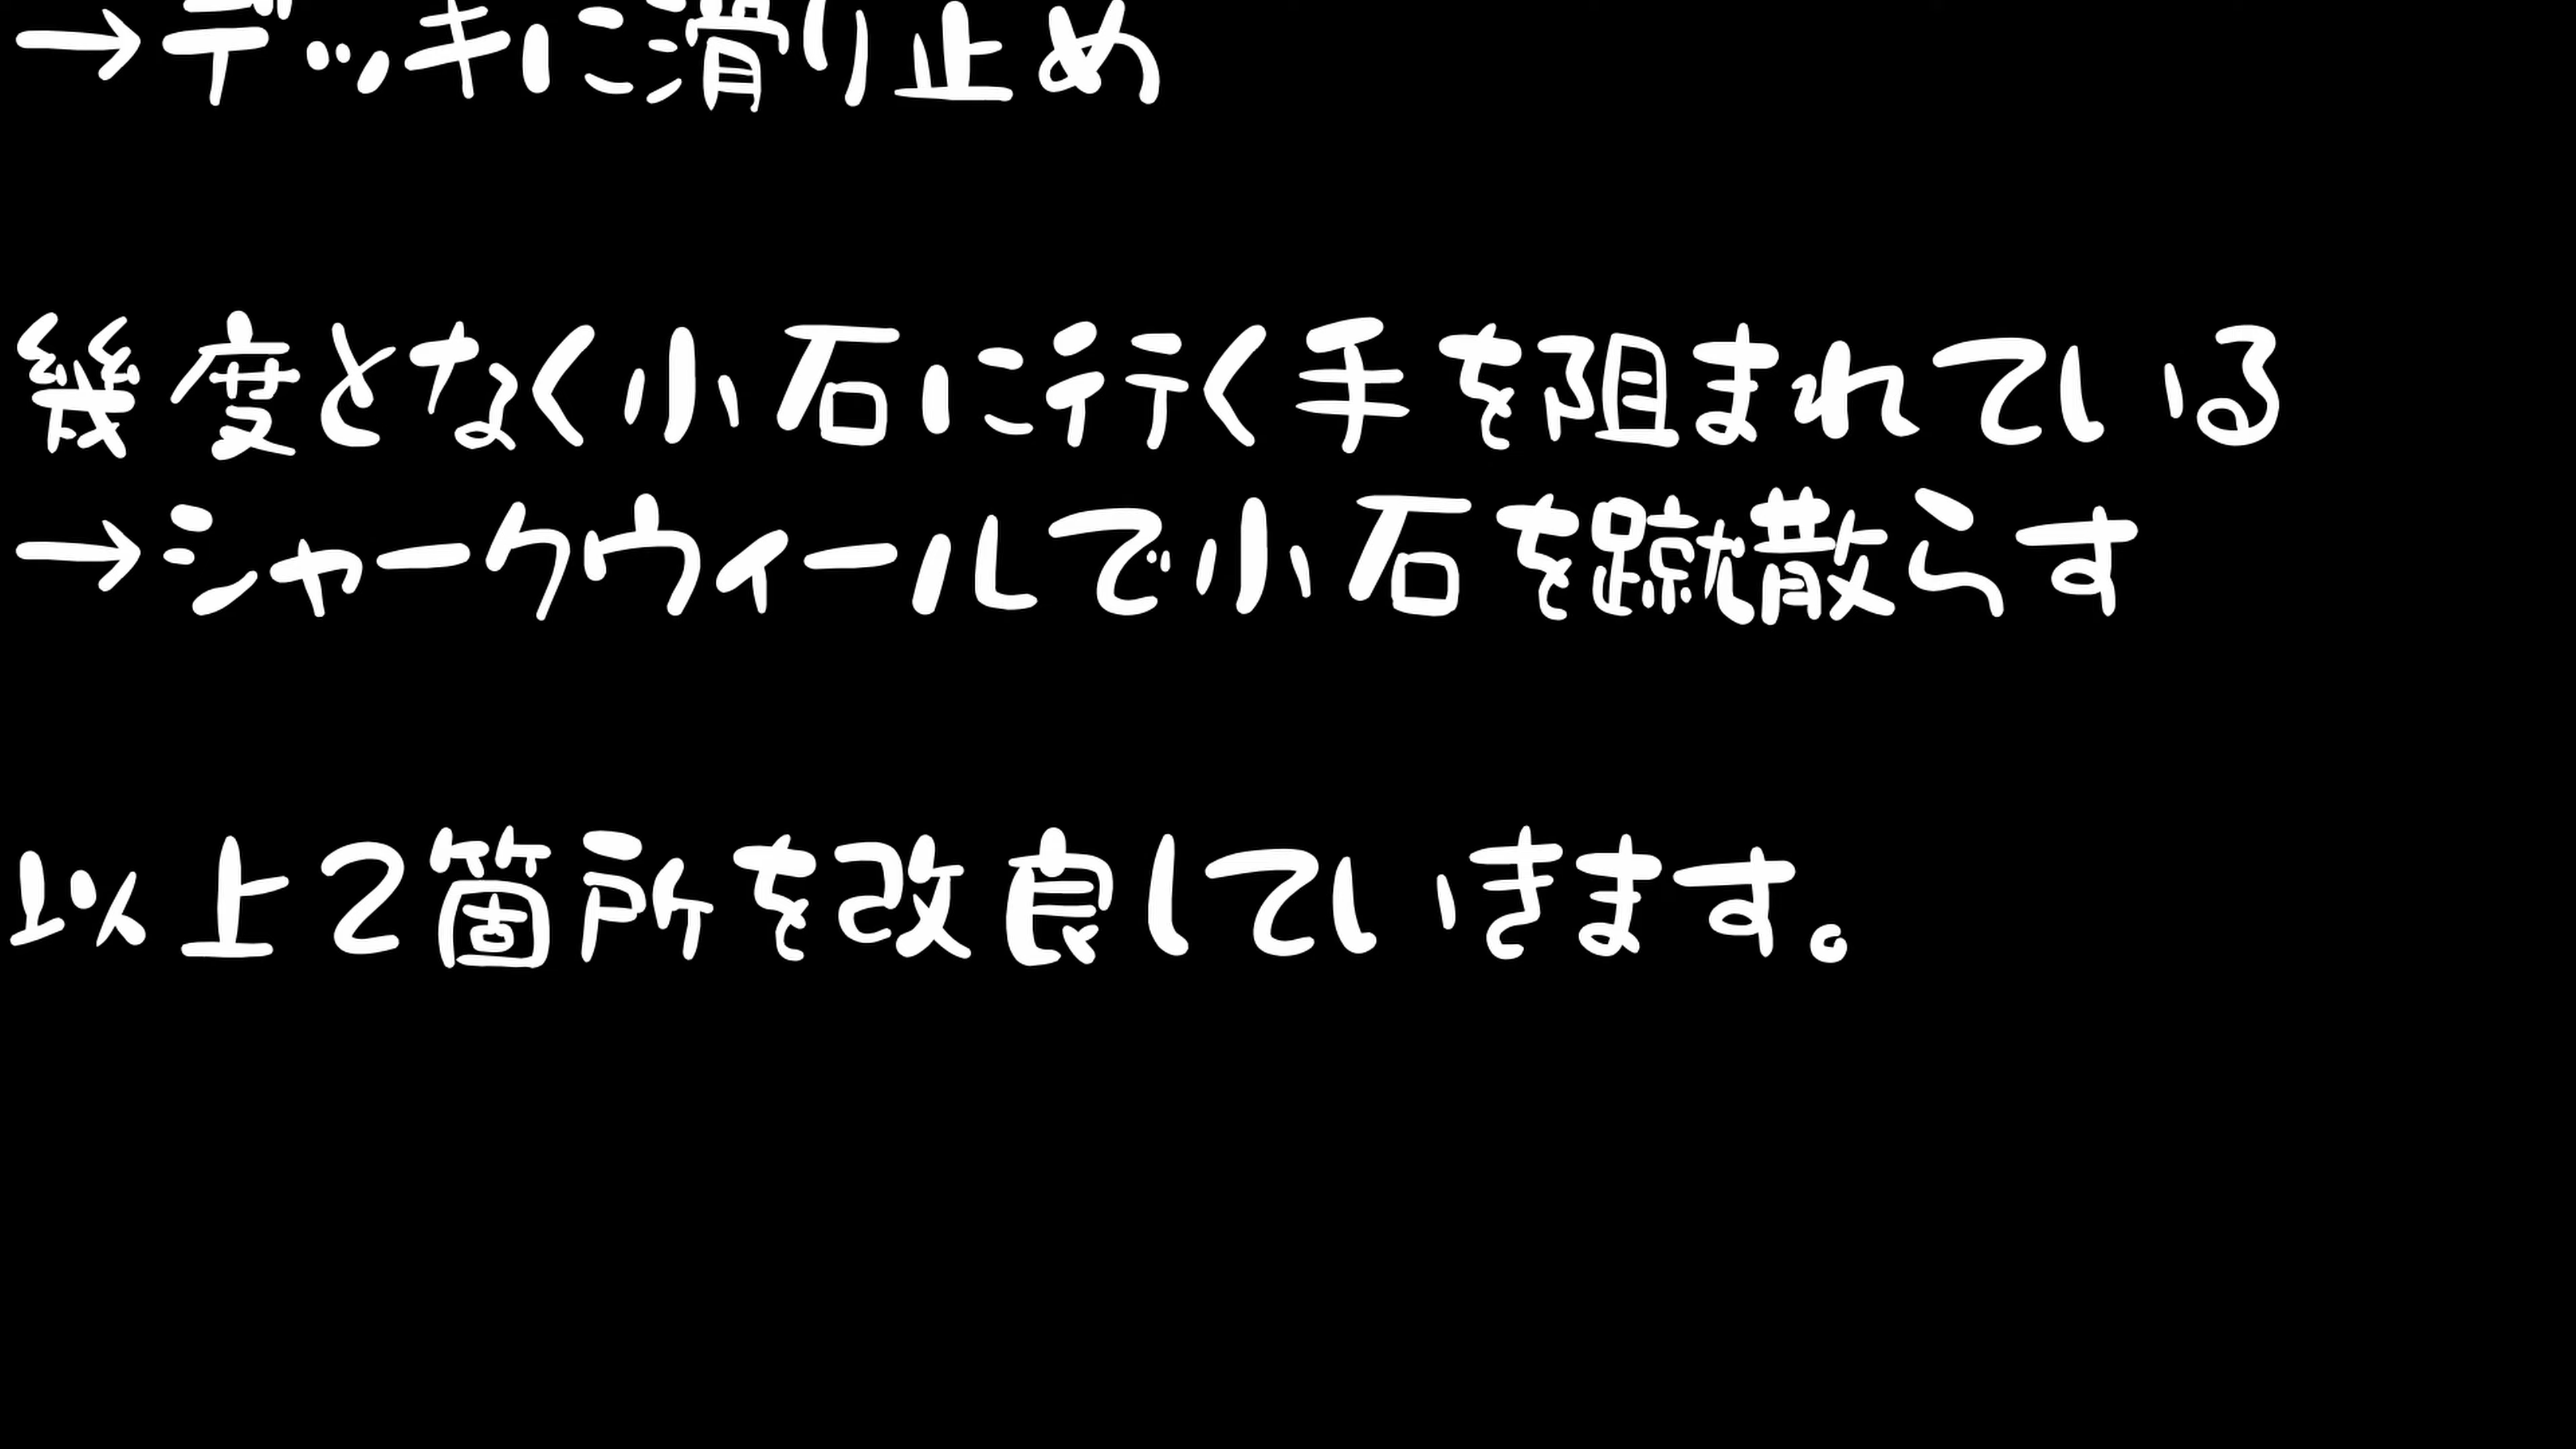 →デッキに滑り止め
幾度となく小石に行く手を阻まれている
→シャークウィールで小石を蹴散らす
以上2箇所を改良していきます。